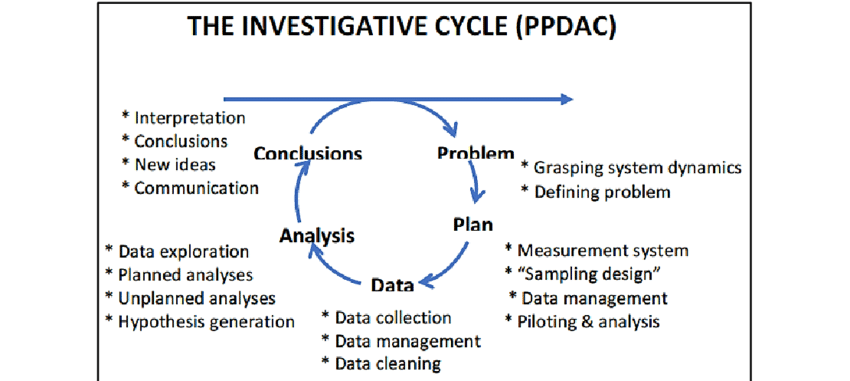 THE INVESTIGATIVE CYCLE (PPDAC)
* Interpretation
* Conclusions
* New ideas
* Communication
Conclusions
Problem
* Grasping system dynamics
* Defining problem
Plan
* Measurement system
* “Sampling design”
* Data management
* Piloting & analysis
Data
* Data collection
* Data management
* Data cleaning
Analysis
* Data exploration
* Planned analyses
* Unplanned analyses
* Hypothesis generation